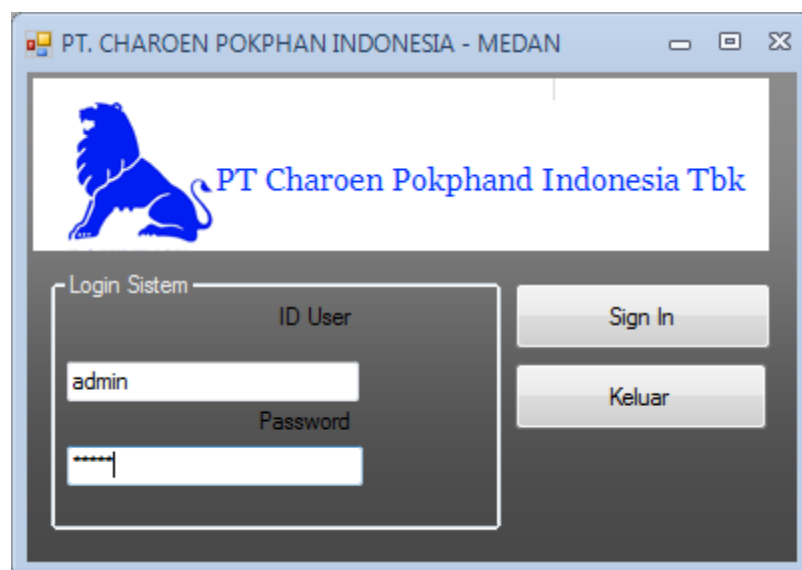 PT. CHAROEN POKPHAN INDONESIA - MEDAN
PT Charoen Pokphand Indonesia Tbk
Login Sistem
ID User
Sign In
admin
Keluar
Password
*****